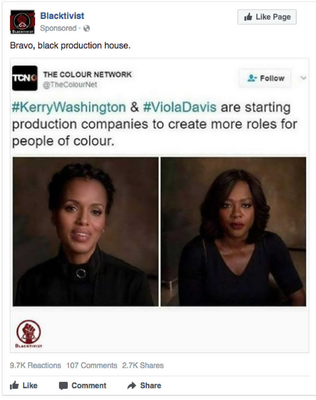 Blacktivist
Like Page
Sponsored ·
Bravo, black production house.
TCN
THE COLOUR NETWORK
@TheColourNet
Follow
#KerryWashington & #ViolaDavis are starting
production companies to create more roles for
people of colour.
BLACKTIVIST
9.7K Reactions 107 Comments 2.7K Shares
Like Comment Share